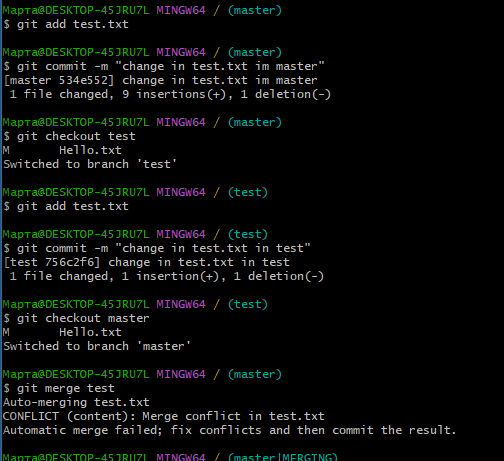 Марта@DESKTOP-45JRU7L MINGW64 / (master)
$ git add test.txt
Марта@DESKTOP-45JRU7L MINGW64 / (master)
$ git commit -m "change in test.txt im master"
[master 534e552] change in test.txt im master
1 file changed, 9 insertions(+), 1 deletion(-)
Марта@DESKTOP-45JRU7L MINGW64 / (master)
$ git checkout test
M       Hello.txt
Switched to branch 'test'
Марта@DESKTOP-45JRU7L MINGW64 / (test)
$ git add test.txt
Марта@DESKTOP-45JRU7L MINGW64 / (test)
$ git commit -m "change in test.txt in test"
[test 756c2f6] change in test.txt in test
1 file changed, 1 insertion(+), 1 deletion(-)
Марта@DESKTOP-45JRU7L MINGW64 / (test)
$ git checkout master
M       Hello.txt
Switched to branch 'master'
Марта@DESKTOP-45JRU7L MINGW64 / (master)
$ git merge test
Auto-merging test.txt
CONFLICT (content): Merge conflict in test.txt
Automatic merge failed; fix conflicts and then commit the result.
Марта@DESKTOP-45JRU7L MINGW64 / (master|MERGING)